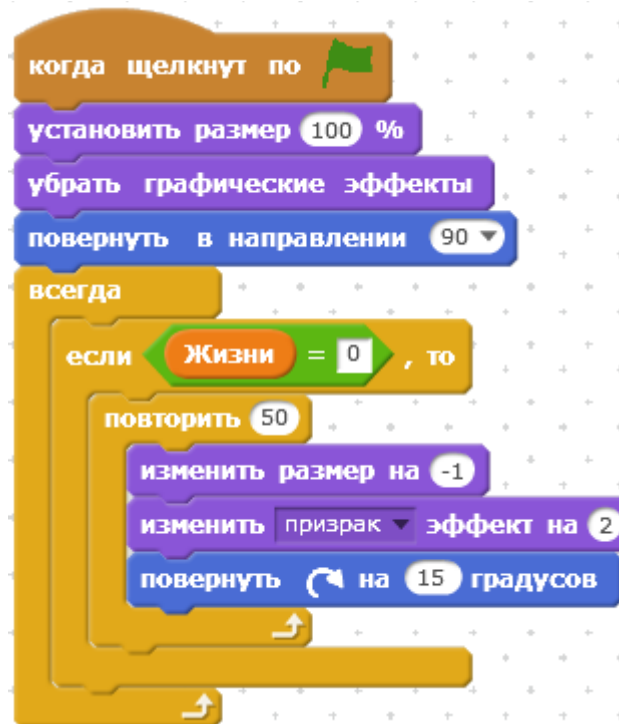 когда щелкнут по
установить размер 100 %
убрать графические эффекты
повернуть в направлении 90
всегда
если Жизни = 0 , то
повторить 50
изменить размер на -1
изменить призрак эффект на 2
повернуть на 15 градусов